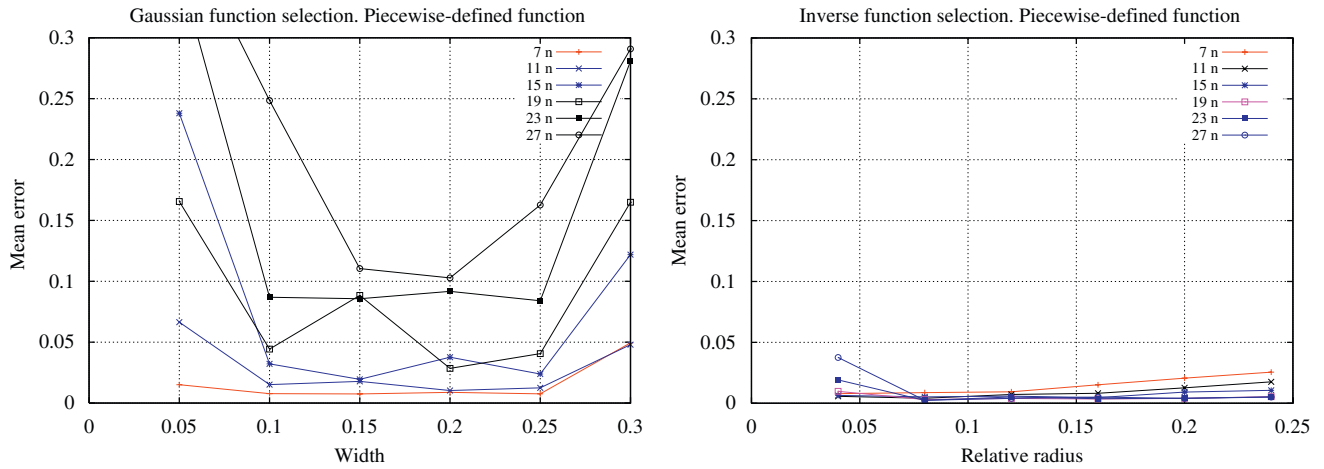 Gaussian function selection. Piecewise-defined function
0.3
0.25
0.2
0.15
0.1
0.05
0
Mean error
7 n
11 n
15 n
19 n
23 n
27 n
0
0.05
0.1
0.15
0.2
0.25
0.3
Width
Inverse function selection. Piecewise-defined function
0.3
0.25
0.2
0.15
0.1
0.05
0
Mean error
7 n
11 n
15 n
19 n
23 n
27 n
0
0.05
0.1
0.15
0.2
0.25
Relative radius